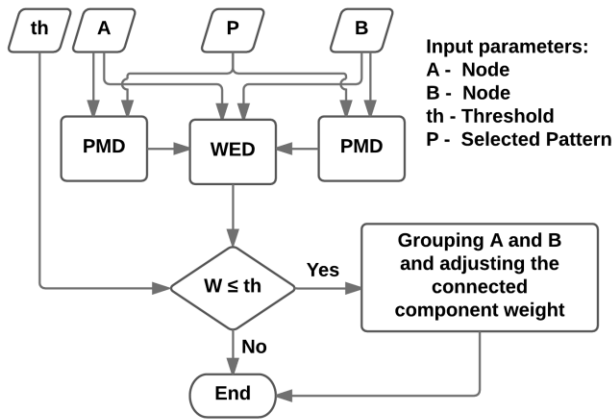 th
A
P
B
Input parameters:
A - Node
B - Node
th - Threshold
P - Selected Pattern
PMD
WED
PMD
W ≤ th
Yes
Grouping A and B
and adjusting the
connected
component weight
No
End